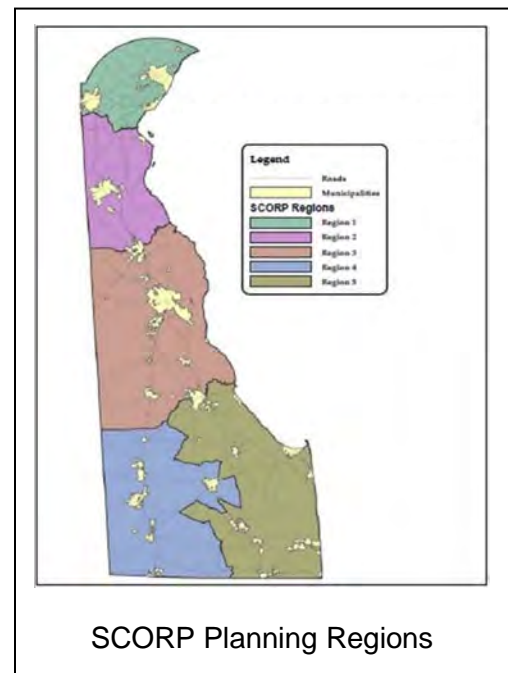 Legend
Roads
Municipalities
SCORP Regions
Region 1
Region 2
Region 3
Region 4
Region 5
SCORP Planning Regions